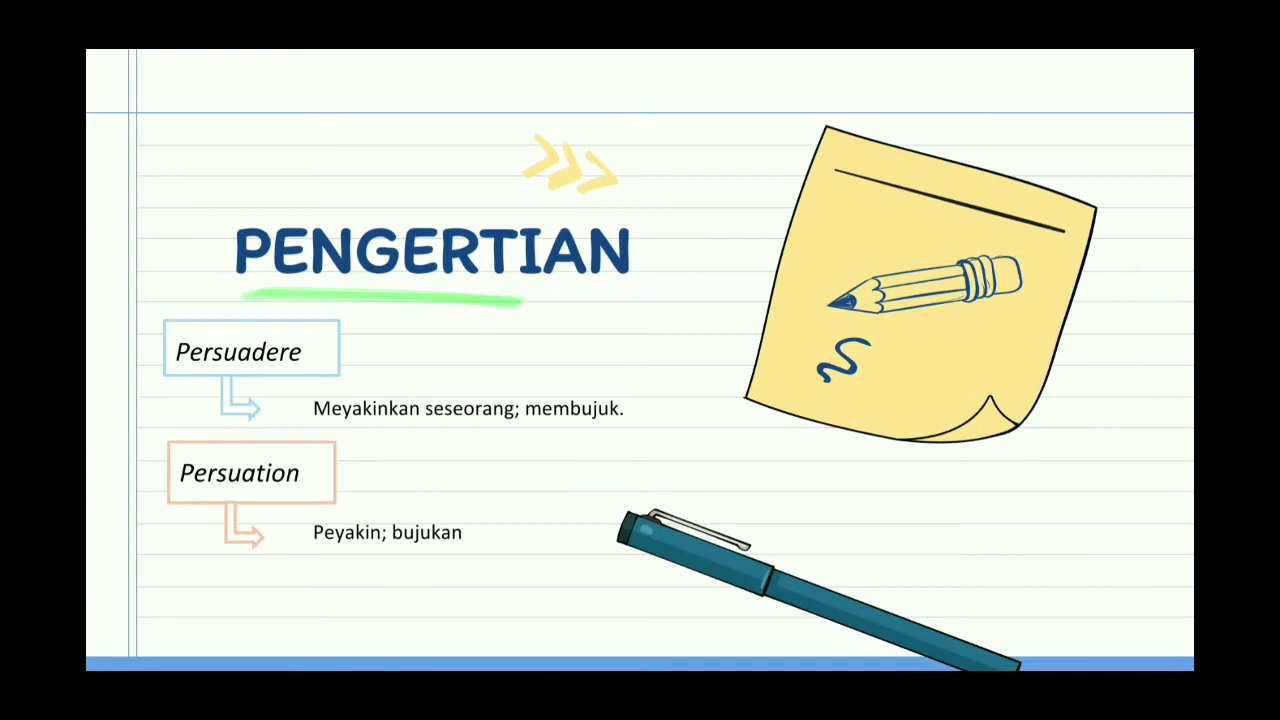 PENGERTIAN
Persuadere
Meyakinkan seseorang; membujuk.
Persuation
Peyakin; bujukan